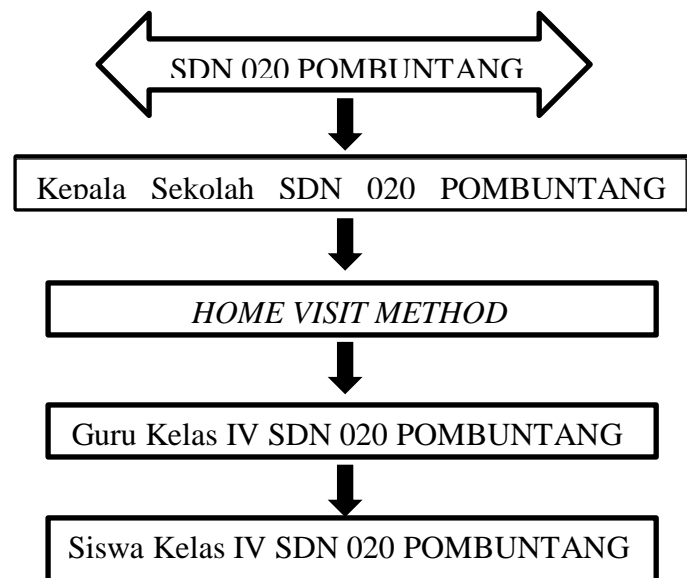 SDN 020 POMBUNTANG
Kepala Sekolah SDN 020 POMBUNTANG
HOME VISIT METHOD
Guru Kelas IV SDN 020 POMBUNTANG
Siswa Kelas IV SDN 020 POMBUNTANG